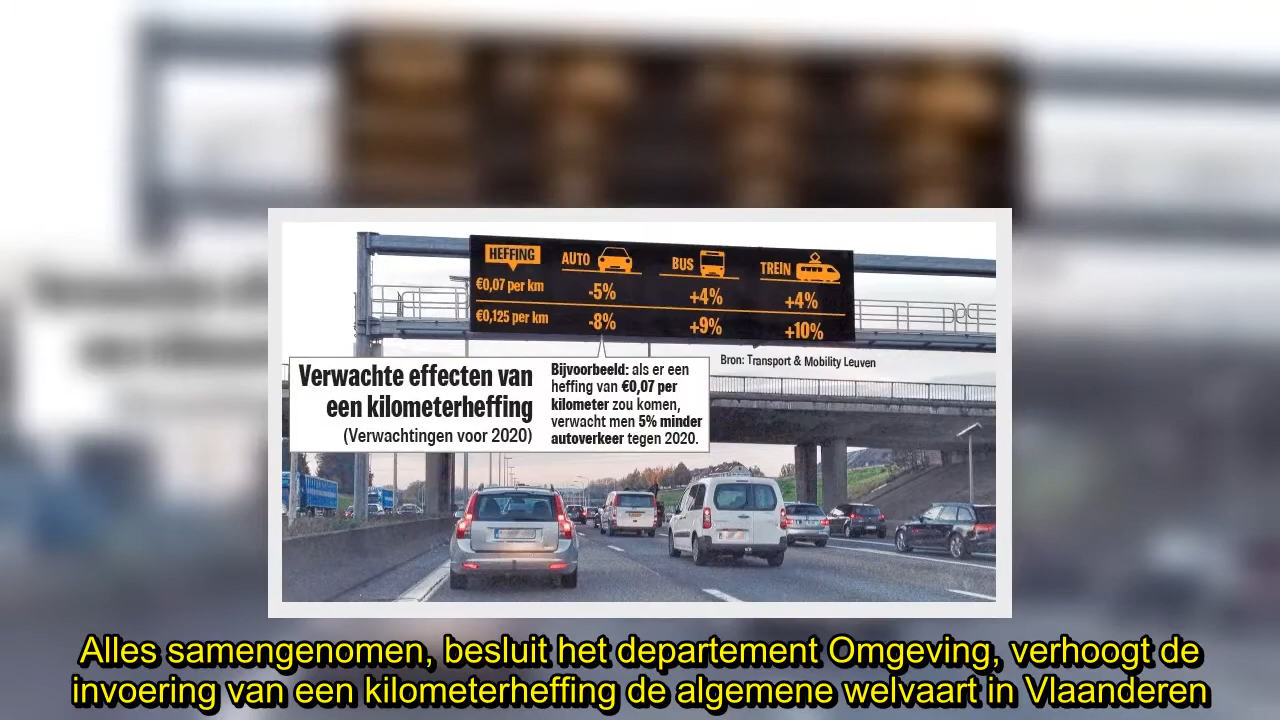 HEFFING AUTO BUS TREIN
€0,07 per km -5% +4% +4%
€0,125 per km -8% +9% +10%
Bron: Transport & Mobility Leuven
Verwachte effecten van
een kilometerheffing
(Verwachtingen voor 2020)
Bijvoorbeeld: als er een
heffing van €0,07 per
kilometer zou komen,
verwacht men 5% minder
autoverkeer tegen 2020.
Alles samengenomen, besluit het departement Omgeving, verhoogt de
invoering van een kilometerheffing de algemene welvaart in Vlaanderen